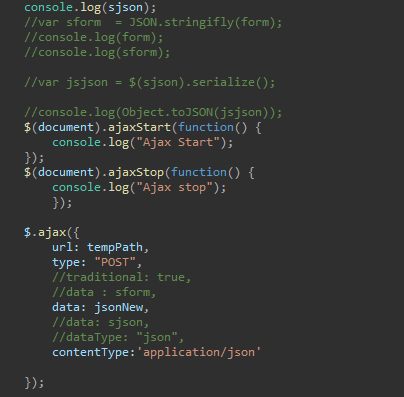 console.log(sjson);
//var sform  = JSON.stringifly(form);
//console.log(form);
//console.log(sform);
//var jsjson = $(sjson).serialize();
//console.log(Object.toJSON(jsjson));
$(document).ajaxStart(function() {
    console.log("Ajax Start");
});
$(document).ajaxStop(function() {
    console.log("Ajax stop");
    });
$.ajax({
    url: tempPath,
    type: "POST",
    //traditional: true,
    //data : sform,
    data: jsonNew,
    //data: sjson,
    //dataType: "json",
    contentType:'application/json'
});